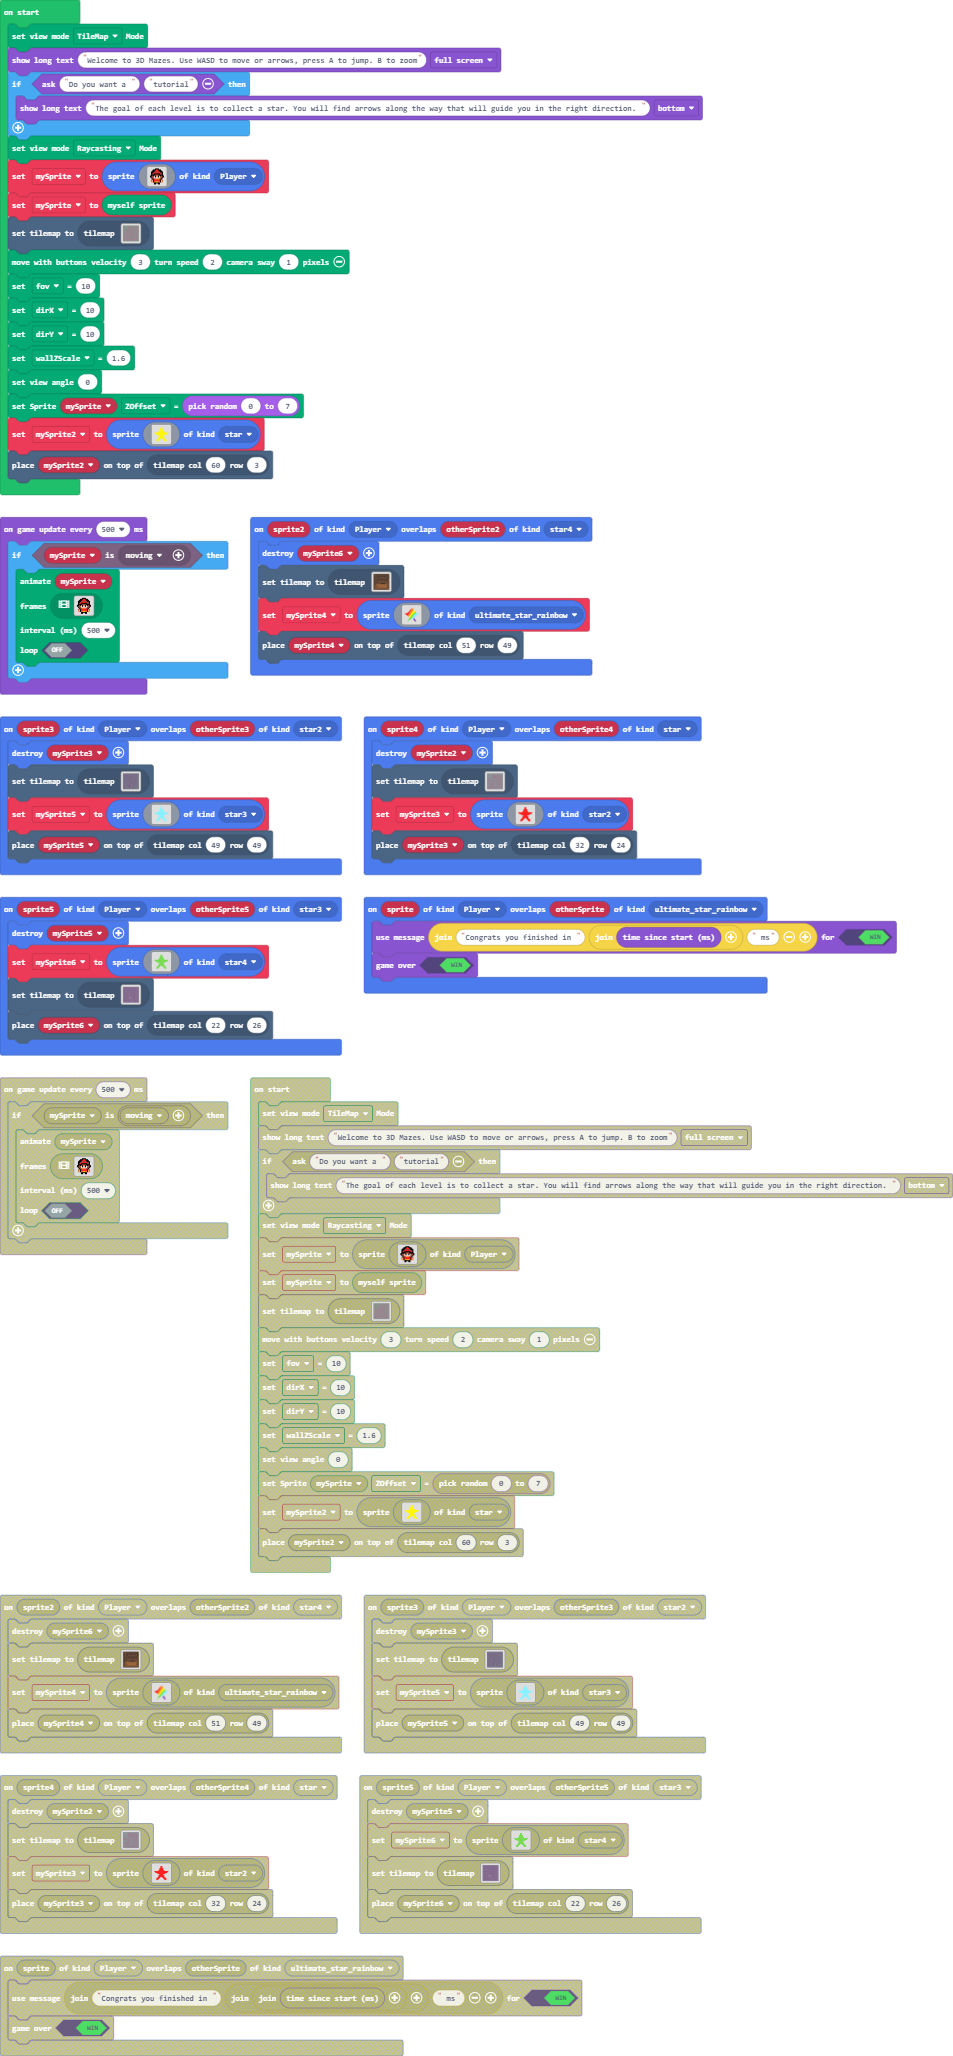 on start
set view mode TileMap Mode
show long text "Welcome to 3D Mazes. Use WASD to move or arrows, press A to jump. B to zoom" full screen
if ask "Do you want a " "tutorial" then
show long text "The goal of each level is to collect a star. You will find arrows along the way that will guide you in the right direction. " bottom
set view mode Raycasting Mode
set mySprite to sprite of kind Player
set mySprite to myself sprite
set tilemap to tilemap
move with buttons velocity 3 turn speed 2 camera sway 1 pixels
set fov = 10
set dirX = 10
set dirY = 10
set wallZScale = 1.6
set view angle 0
set Sprite mySprite ZOffset = pick random 0 to 7
set mySprite2 to sprite of kind star
place mySprite2 on top of tilemap col 60 row 3
on game update every 500 ms
if mySprite is moving then
animate mySprite
frames
interval (ms) 500
loop OFF
on sprite2 of kind Player overlaps otherSprite2 of kind star4
destroy mySprite6
set tilemap to tilemap
set mySprite4 to sprite of kind ultimate_star_rainbow
place mySprite4 on top of tilemap col 51 row 49
on sprite3 of kind Player overlaps otherSprite3 of kind star2
destroy mySprite3
set tilemap to tilemap
set mySprite5 to sprite of kind star3
place mySprite5 on top of tilemap col 49 row 49
on sprite4 of kind Player overlaps otherSprite4 of kind star
destroy mySprite2
set tilemap to tilemap
set mySprite3 to sprite of kind star2
place mySprite3 on top of tilemap col 32 row 24
on sprite5 of kind Player overlaps otherSprite5 of kind star3
destroy mySprite5
set mySprite6 to sprite of kind star4
set tilemap to tilemap
place mySprite6 on top of tilemap col 22 row 26
on sprite of kind Player overlaps otherSprite of kind ultimate_star_rainbow
use message join "Congrats you finished in " join time since start (ms) " ms" for WIN
game over WIN
on game update every 500 ms
if mySprite is moving then
animate mySprite
frames
interval (ms) 500
loop OFF
on start
set view mode TileMap Mode
show long text "Welcome to 3D Mazes. Use WASD to move or arrows, press A to jump. B to zoom" full screen
if ask "Do you want a " "tutorial" then
show long text "The goal of each level is to collect a star. You will find arrows along the way that will guide you in the right direction. " bottom
set view mode Raycasting Mode
set mySprite to sprite of kind Player
set mySprite to myself sprite
set tilemap to tilemap
move with buttons velocity 3 turn speed 2 camera sway 1 pixels
set fov = 10
set dirX = 10
set dirY = 10
set wallZScale = 1.6
set view angle 0
set Sprite mySprite ZOffset = pick random 0 to 7
set mySprite2 to sprite of kind star
place mySprite2 on top of tilemap col 60 row 3
on sprite2 of kind Player overlaps otherSprite2 of kind star4
destroy mySprite6
set tilemap to tilemap
set mySprite4 to sprite of kind ultimate_star_rainbow
place mySprite4 on top of tilemap col 51 row 49
on sprite3 of kind Player overlaps otherSprite3 of kind star2
destroy mySprite3
set tilemap to tilemap
set mySprite5 to sprite of kind star3
place mySprite5 on top of tilemap col 49 row 49
on sprite4 of kind Player overlaps otherSprite4 of kind star
destroy mySprite2
set tilemap to tilemap
set mySprite3 to sprite of kind star2
place mySprite3 on top of tilemap col 32 row 24
on sprite5 of kind Player overlaps otherSprite5 of kind star3
destroy mySprite5
set mySprite6 to sprite of kind star4
set tilemap to tilemap
place mySprite6 on top of tilemap col 22 row 26
on sprite of kind Player overlaps otherSprite of kind ultimate_star_rainbow
use message join "Congrats you finished in " join join time since start (ms) " ms" for WIN
game over WIN